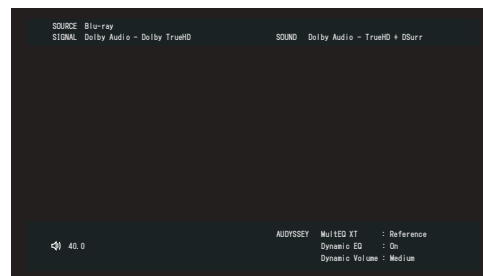 SOURCE Blu-ray
SIGNAL Dolby Audio - Dolby TrueHD SOUND Dolby Audio - TrueHD + DSurr
AUDYSSEY MultEQ XT : Reference
40.0 Dynamic EQ : On
Dynamic Volume : Medium